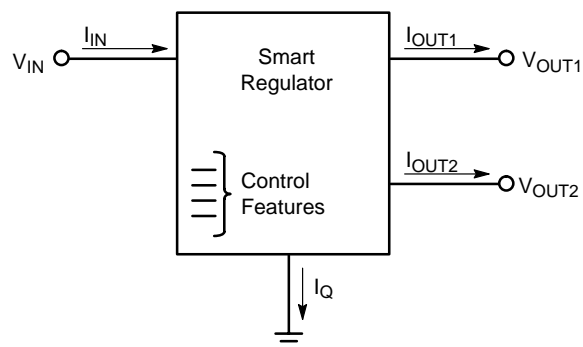 I_IN
V_IN
Smart
Regulator
I_OUT1
V_OUT1
I_OUT2
V_OUT2
Control
Features
I_Q